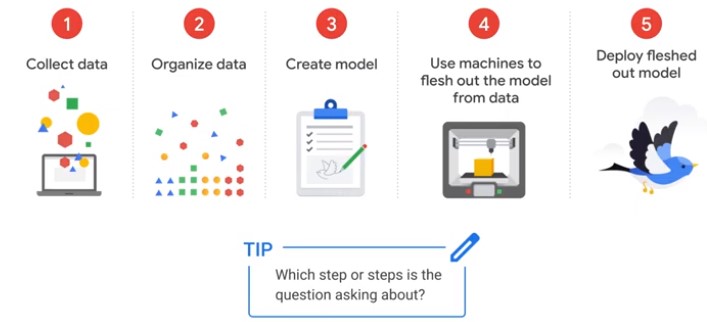 1
2
3
4
5
Collect data
Organize data
Create model
Use machines to
flesh out the model
from data
Deploy fleshed
out model
TIP
Which step or steps is the
question asking about?